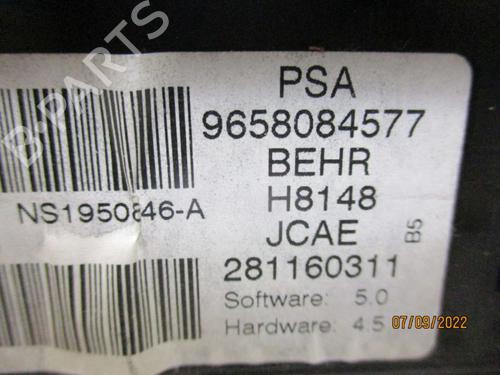 B-PARTS
PSA
9658084577
BEHR
H8148
JCAE
B5
281160311
Software: 5.0
Hardware: 4.5
NS1950846-A
07/09/2022